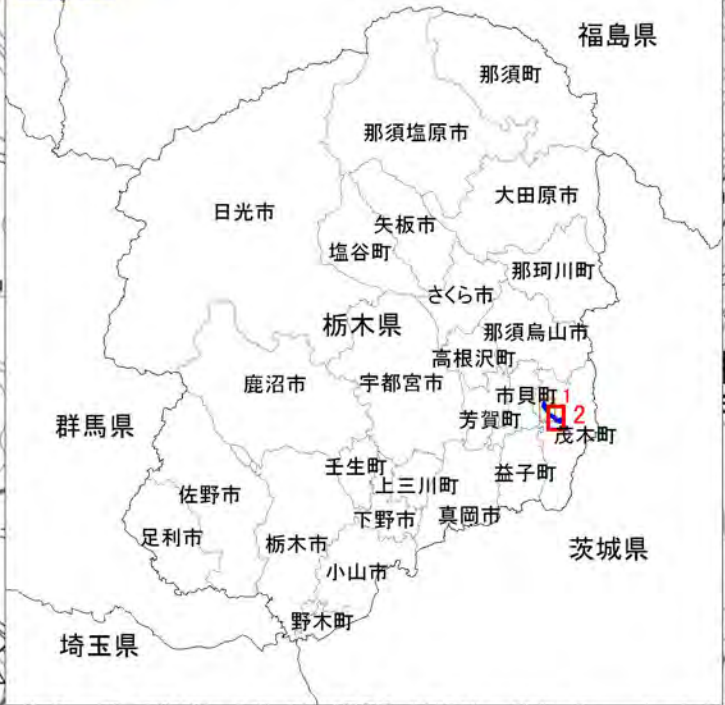 福島県
那須町
那須塩原市
大田原市
日光市
矢板市
塩谷町
那珂川町
さくら市
栃木県
那須烏山市
高根沢町
鹿沼市
宇都宮市
市貝町
1
2
芳賀町
群馬県
茂木町
壬生町
益子町
上三川町
佐野市
下野市
真岡市
足利市
栃木市
茨城県
小山市
野木町
埼玉県